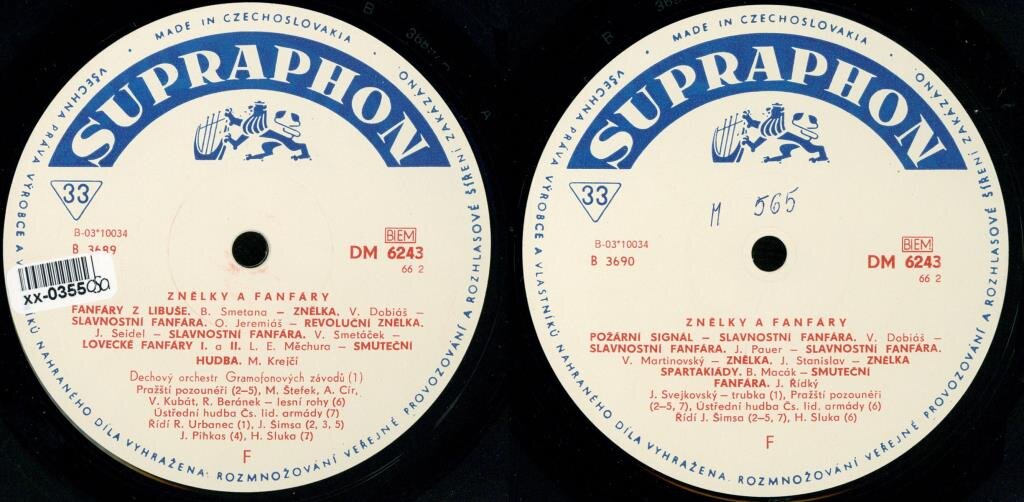 MADE IN CZECHOSLOVAKIA
VŠECHNA PRÁVA VÝROBCE A VLASTNÍKŮ NAHRANÉHO DÍLA VYHRAŽENA. ROZMNOŽOVÁNÍ VEŘEJNÉ PROVOZOVÁNÍ A ROZHLASOVÉ ŠÍŘENÍ ZAKÁZÁNO.
SUPRAPHON
33
B-03*10034
B 3689
BIEM
DM 6243
66 2
xx-0355
ZNĚLKY A FANFÁRY
FANFÁRY Z LIBUŠE. B. Smetana – ZNĚLKA. V. Dobiáš –
SLAVNOSTNÍ FANFÁRA. O. Jeremiáš – REVOLUČNÍ ZNĚLKA.
J. Seidel – SLAVNOSTNÍ FANFÁRA. V. Smetáček –
LOVECKÉ FANFÁRY I. a II. L. E. Měchura – SMUTEČNÍ
HUDBA. M. Krejčí
Dechový orchestr Gramofonových závodů (1)
Pražští pozounéři (2–5), M. Štefek, A. Cír,
V. Kubát, R. Beránek – lesní rohy (6)
Ústřední hudba Čs. lid. armády (7)
Řídí R. Urbanec (1), J. Šimsa (2, 3, 5)
J. Pihkas (4), H. Sluka (7)
F
MADE IN CZECHOSLOVAKIA
VŠECHNA PRÁVA VÝROBCE A VLASTNÍKŮ NAHRANÉHO DÍLA VYHRAŽENA. ROZMNOŽOVÁNÍ VEŘEJNÉ PROVOZOVÁNÍ A ROZHLASOVÉ ŠÍŘENÍ ZAKÁZÁNO.
SUPRAPHON
33
M 565
B-03*10034
B 3690
BIEM
DM 6243
66 2
ZNĚLKY A FANFÁRY
POŽÁRNÍ SIGNÁL – SLAVNOSTNÍ FANFÁRA. V. Dobiáš –
SLAVNOSTNÍ FANFÁRA. J. Pauer – SLAVNOSTNÍ FANFÁRA.
V. Martinovský – ZNĚLKA. J. Stanislav – ZNĚLKA
SPARTAKIÁDY. B. Macák – SMUTEČNÍ
FANFÁRA. J. Řídký
J. Svejkovský – trubka (1), Pražští pozounéři
(2–5, 7), Ústřední hudba Čs. lid. armády (6)
Řídí J. Šimsa (2–5, 7), H. Sluka (6)
F